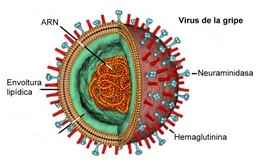 ARN
Virus de la gripe
Neuraminidasa
Envoltura
lipídica
Hemaglutinina